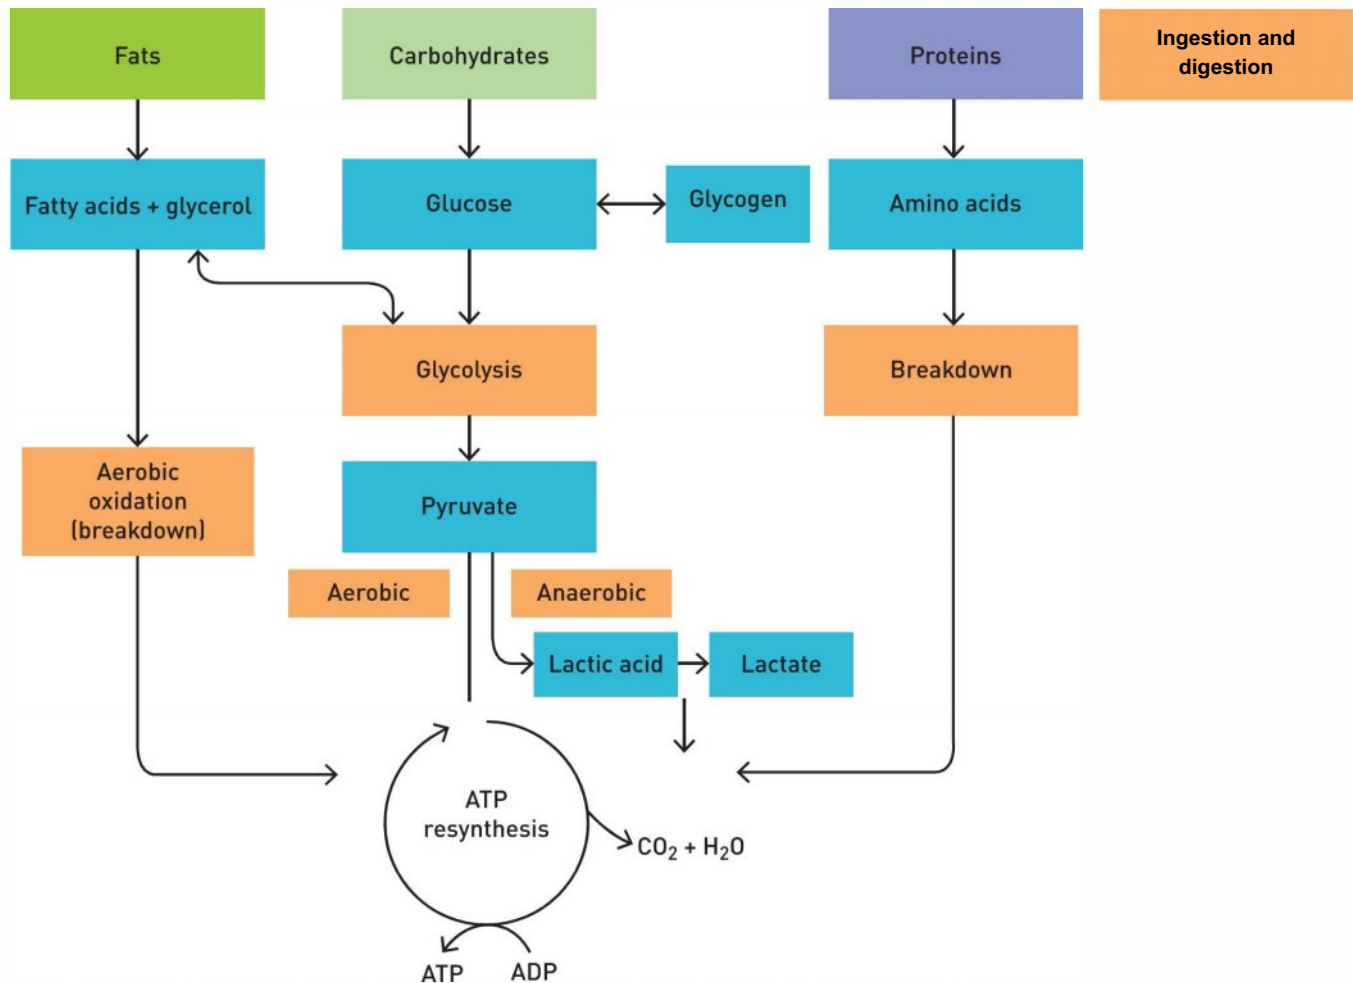 Fats
Carbohydrates
Proteins
Ingestion and
digestion
Fatty acids + glycerol
Glucose
Glycogen
Amino acids
Glycolysis
Breakdown
Aerobic
oxidation
(breakdown)
Pyruvate
Aerobic
Anaerobic
Lactic acid
Lactate
ATP
resynthesis
CO₂ + H₂O
ATP
ADP